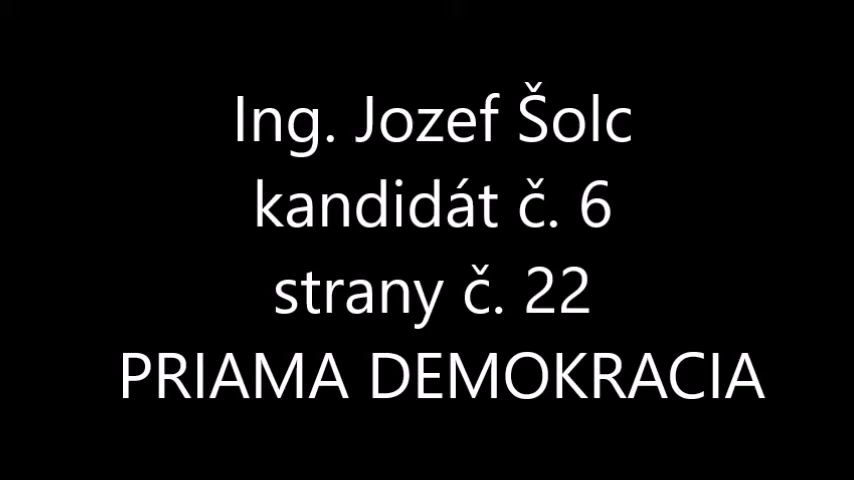 Ing. Jozef Šolc
kandidát č. 6
strany č. 22
PRIAMA DEMOKRACIA